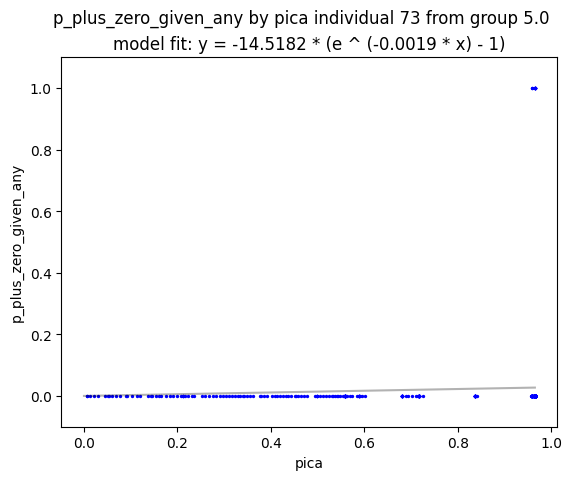 p_plus_zero_given_any by pica individual 73 from group 5.0
model fit: y = -14.5182 * (e ^ (-0.0019 * x) - 1)
1.0
0.8
0.6
0.4
0.2
0.0
p_plus_zero_given_any
0.0 0.2 0.4 0.6 0.8 1.0
pica